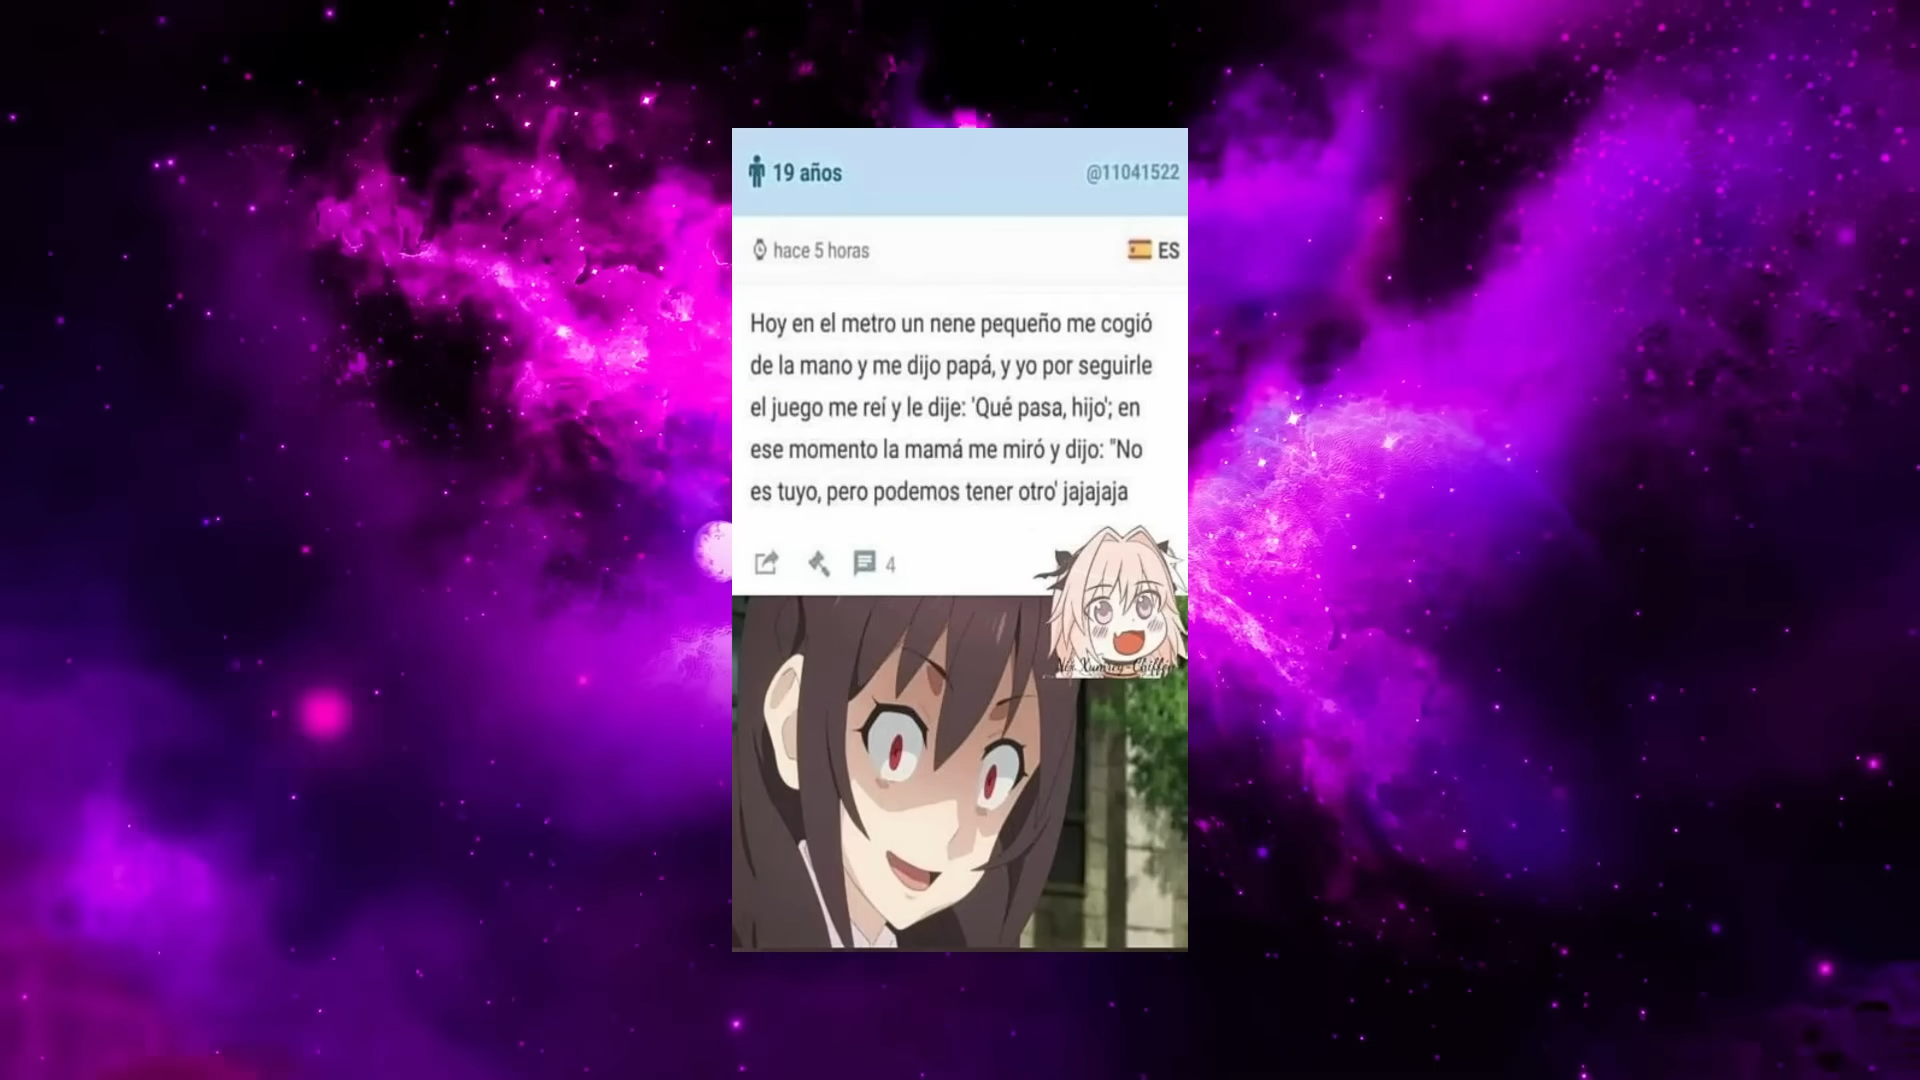 19 años
@11041522
hace 5 horas
ES
Hoy en el metro un nene pequeño me cogió
de la mano y me dijo papá, y yo por seguirle
el juego me reí y le dije: 'Qué pasa, hijo'; en
ese momento la mamá me miró y dijo: "No
es tuyo, pero podemos tener otro' jajajaja
4